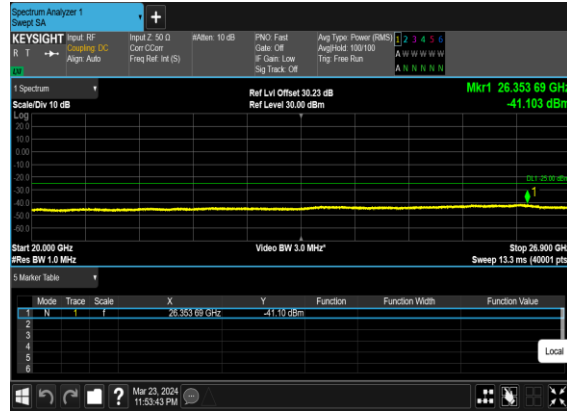 Spectrum Analyzer 1
Swept SA
+
KEYSIGHT Input: RF Input Z: 50 Ω #Atten: 10 dB PNO: Fast Avg Type: Power (RMS) 1 2 3 4 5 6
R T Coupling: DC Corr CCorr Gate: Off Avg|Hold: 100/100 A W W W W W
Align: Auto Freq Ref: Int (S) IF Gain: Low Trig: Free Run
Sig Track: Off A N N N N N
1 Spectrum Ref Lvl Offset 30.23 dB Mkr1 26.353 69 GHz
Scale/Div 10 dB Ref Level 30.00 dBm -41.103 dBm
Log
20.0
10.0
0.00
-10.0
-20.0
DL1 -25.00 dBm
-30.0
1
-40.0
-50.0
-60.0
Start 20.000 GHz Video BW 3.0 MHz* Stop 26.900 GHz
#Res BW 1.0 MHz Sweep 13.3 ms (40001 pts)
5 Marker Table
Mode Trace Scale X Y Function Function Width Function Value
1 N 1 f 26.353 69 GHz -41.10 dBm
2
3
4
5
6
Local
? Mar 23, 2024
11:53:43 PM